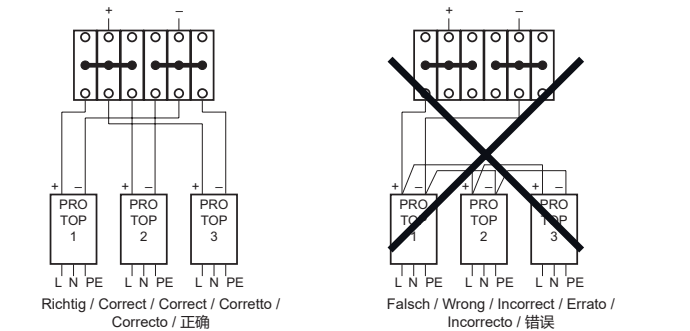 + –
+ –
+ – + – + –
PRO TOP 1
PRO TOP 2
PRO TOP 3
L N PE L N PE L N PE
Richtig / Correct / Correct / Corretto /
Correcto / 正确
+ – + – + –
PRO TOP 1
PRO TOP 2
PRO TOP 3
L N PE L N PE L N PE
Falsch / Wrong / Incorrect / Errato /
Incorrecto / 错误